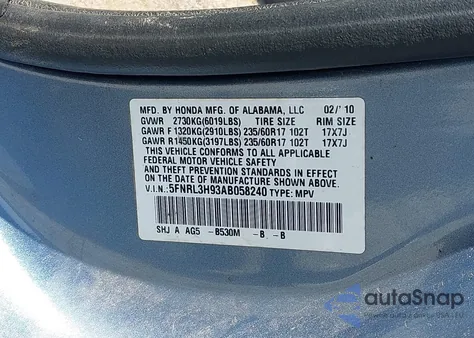 MFD. BY HONDA MFG. OF ALABAMA, LLC 02/'10
GVWR 2730KG(6019LBS) TIRE SIZE RIM SIZE
GAWR F 1320KG(2910LBS) 235/60R17 102T 17X7J
GAWR R1450KG(3197LBS) 235/60R17 102T 17X7J
THIS VEHICLE CONFORMS TO ALL APPLICABLE
FEDERAL MOTOR VEHICLE SAFETY
AND THEFT PREVENTION STANDARDS IN EFFECT
ON THE DATE OF MANUFACTURE SHOWN ABOVE.
V.I.N: 5FNRL3H93AB058240 TYPE: MPV
SHJ A AG5 -B530M -B -B
autoSnap